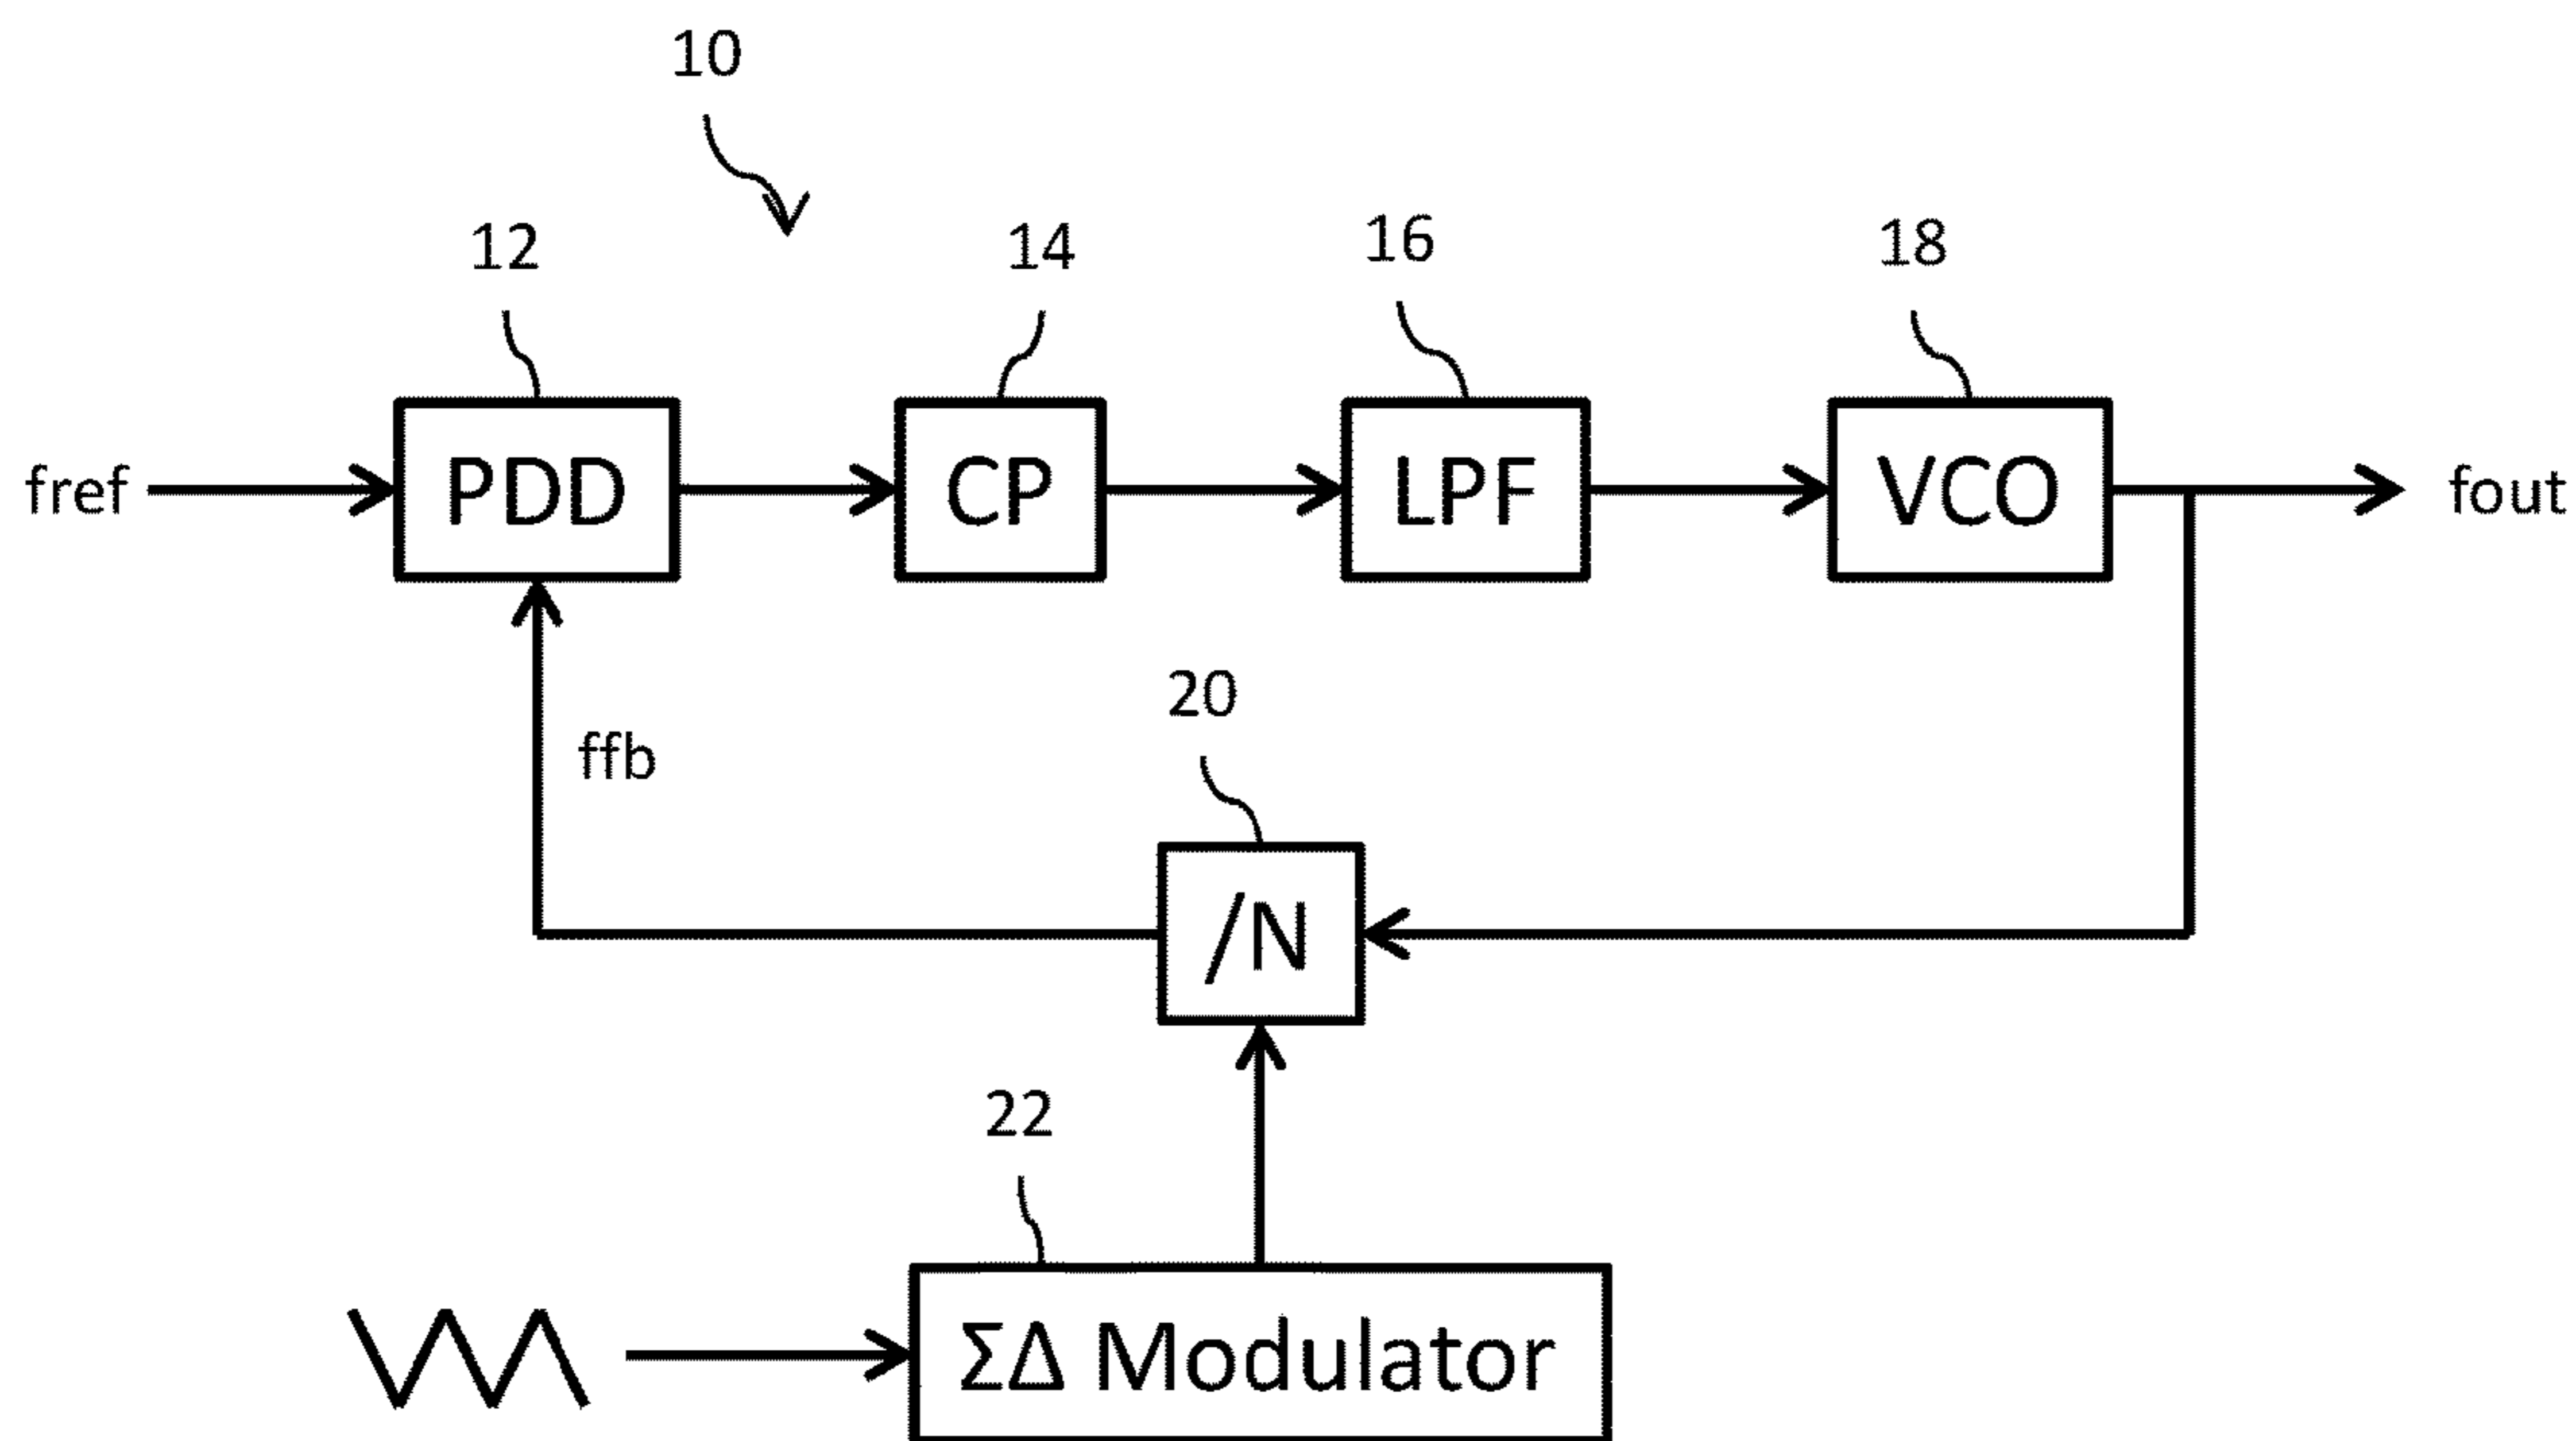 10
12
14
16
18
fref
PDD
CP
LPF
VCO
fout
ffb
20
/N
22
ΣΔ Modulator